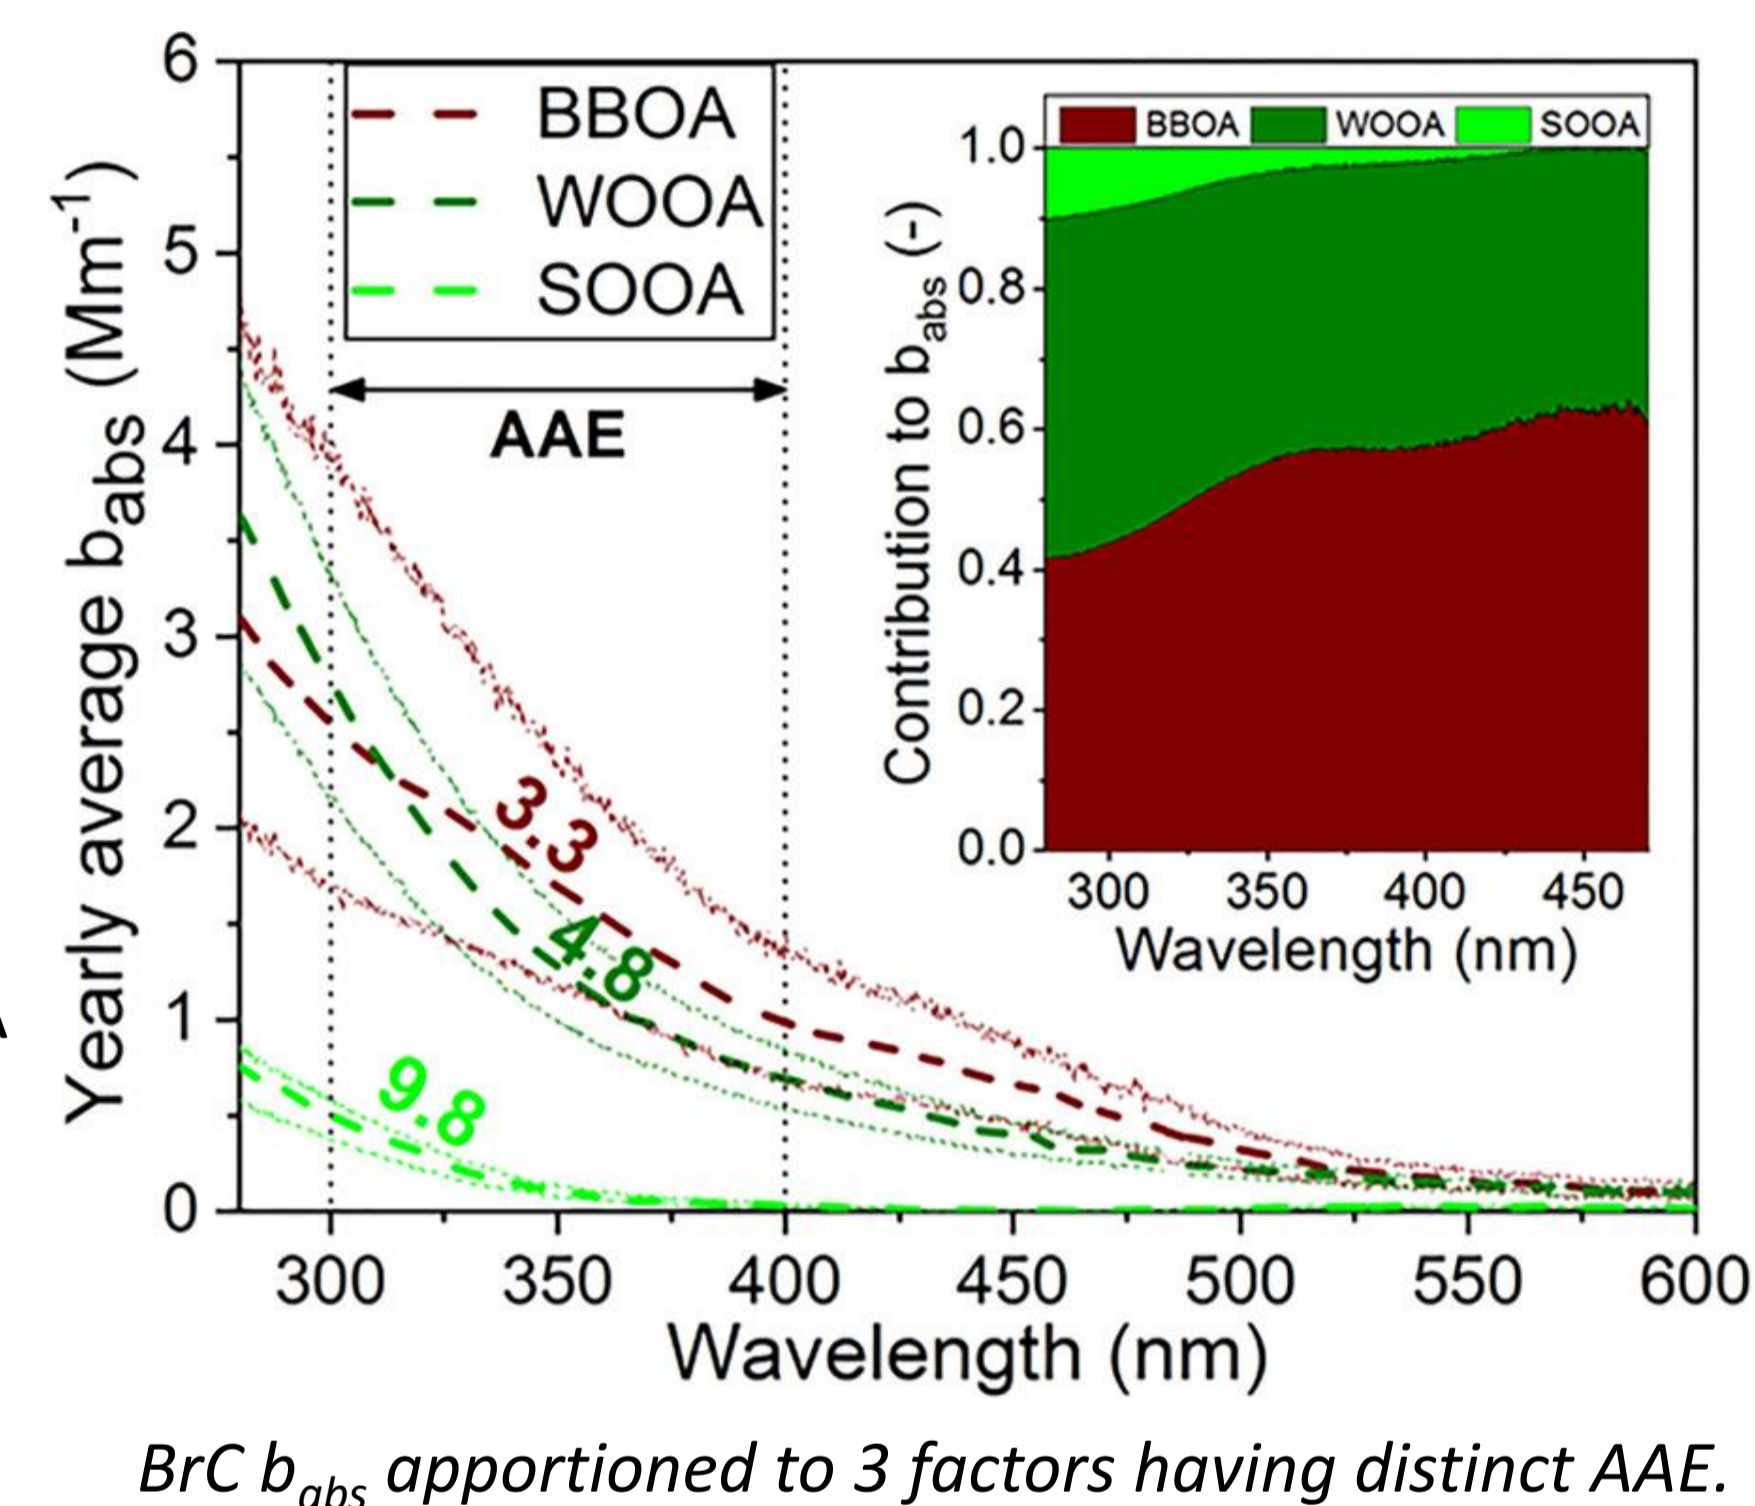 6
5
4
3
2
1
0
Yearly average b_abs (Mm^-1)
BBOA
WOOA
SOOA
AAE
3.3
4.8
9.8
300 350 400 450 500 550 600
Wavelength (nm)
BBOA WOOA SOOA
1.0
0.8
0.6
0.4
0.2
0.0
Contribution to b_abs (-)
300 350 400 450
Wavelength (nm)
BrC b_abs apportioned to 3 factors having distinct AAE.